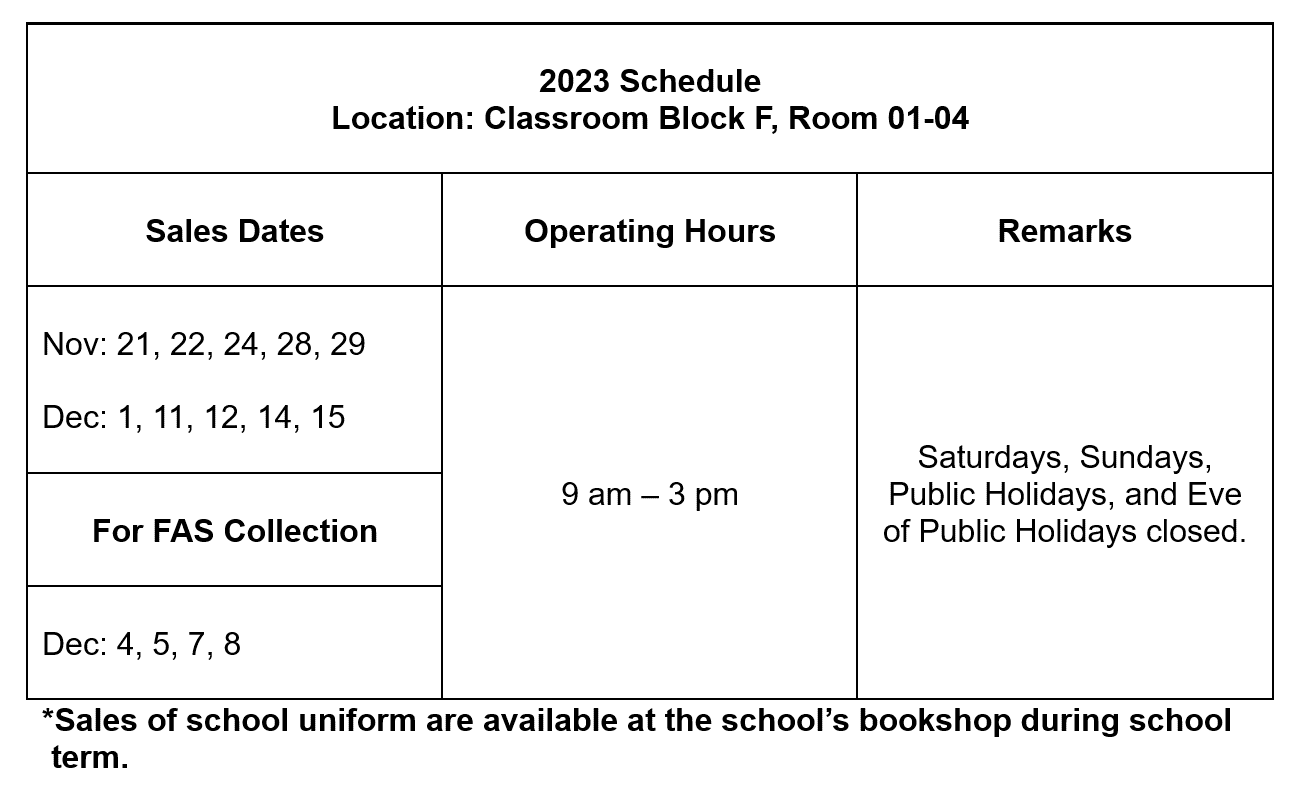 2023 Schedule
Location: Classroom Block F, Room 01-04
Sales Dates
Operating Hours
Remarks
Nov: 21, 22, 24, 28, 29
Dec: 1, 11, 12, 14, 15
For FAS Collection
Dec: 4, 5, 7, 8
9 am – 3 pm
Saturdays, Sundays,
Public Holidays, and Eve
of Public Holidays closed.
*Sales of school uniform are available at the school’s bookshop during school
term.